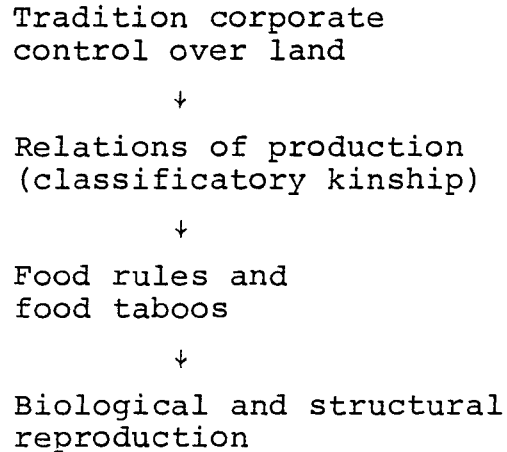 Tradition corporate
control over land
↓
Relations of production
(classificatory kinship)
↓
Food rules and
food taboos
↓
Biological and structural
reproduction